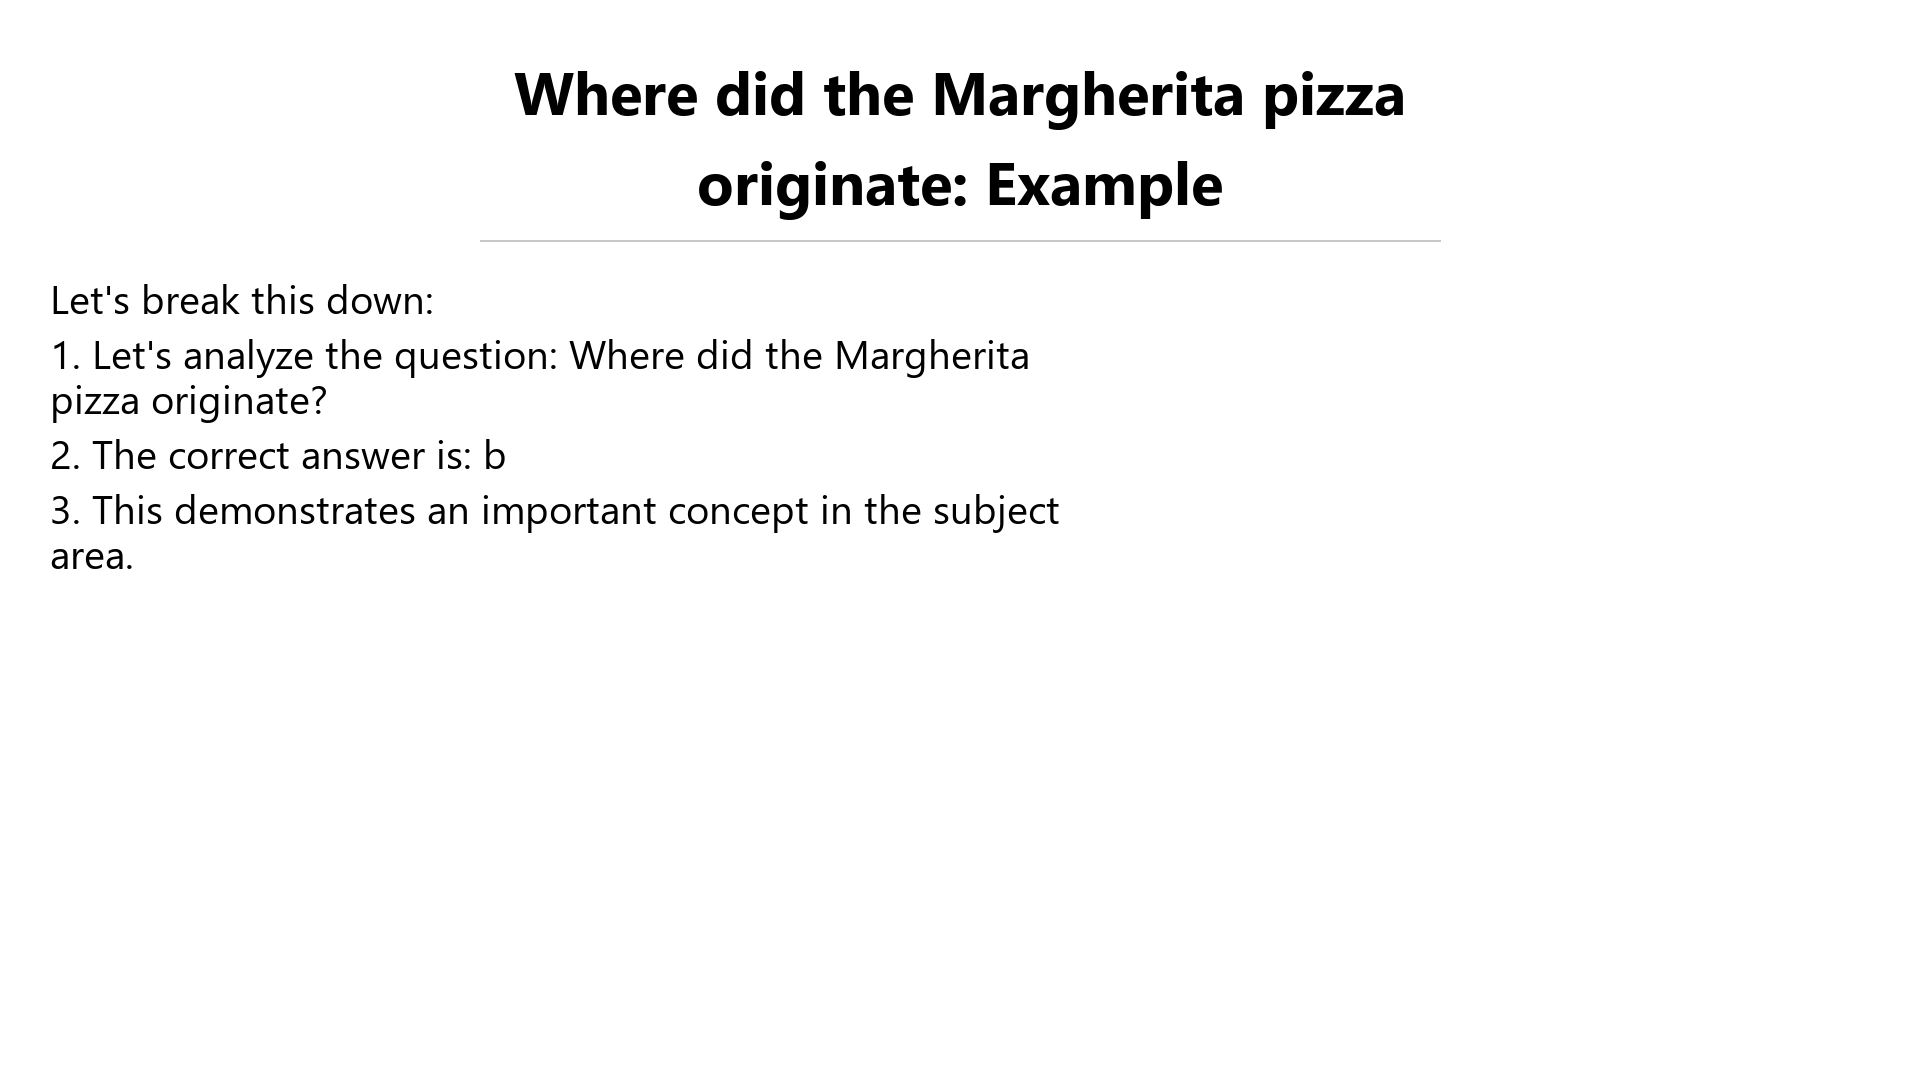 Where did the Margherita pizza
originate: Example
Let's break this down:
1. Let's analyze the question: Where did the Margherita
pizza originate?
2. The correct answer is: b
3. This demonstrates an important concept in the subject
area.